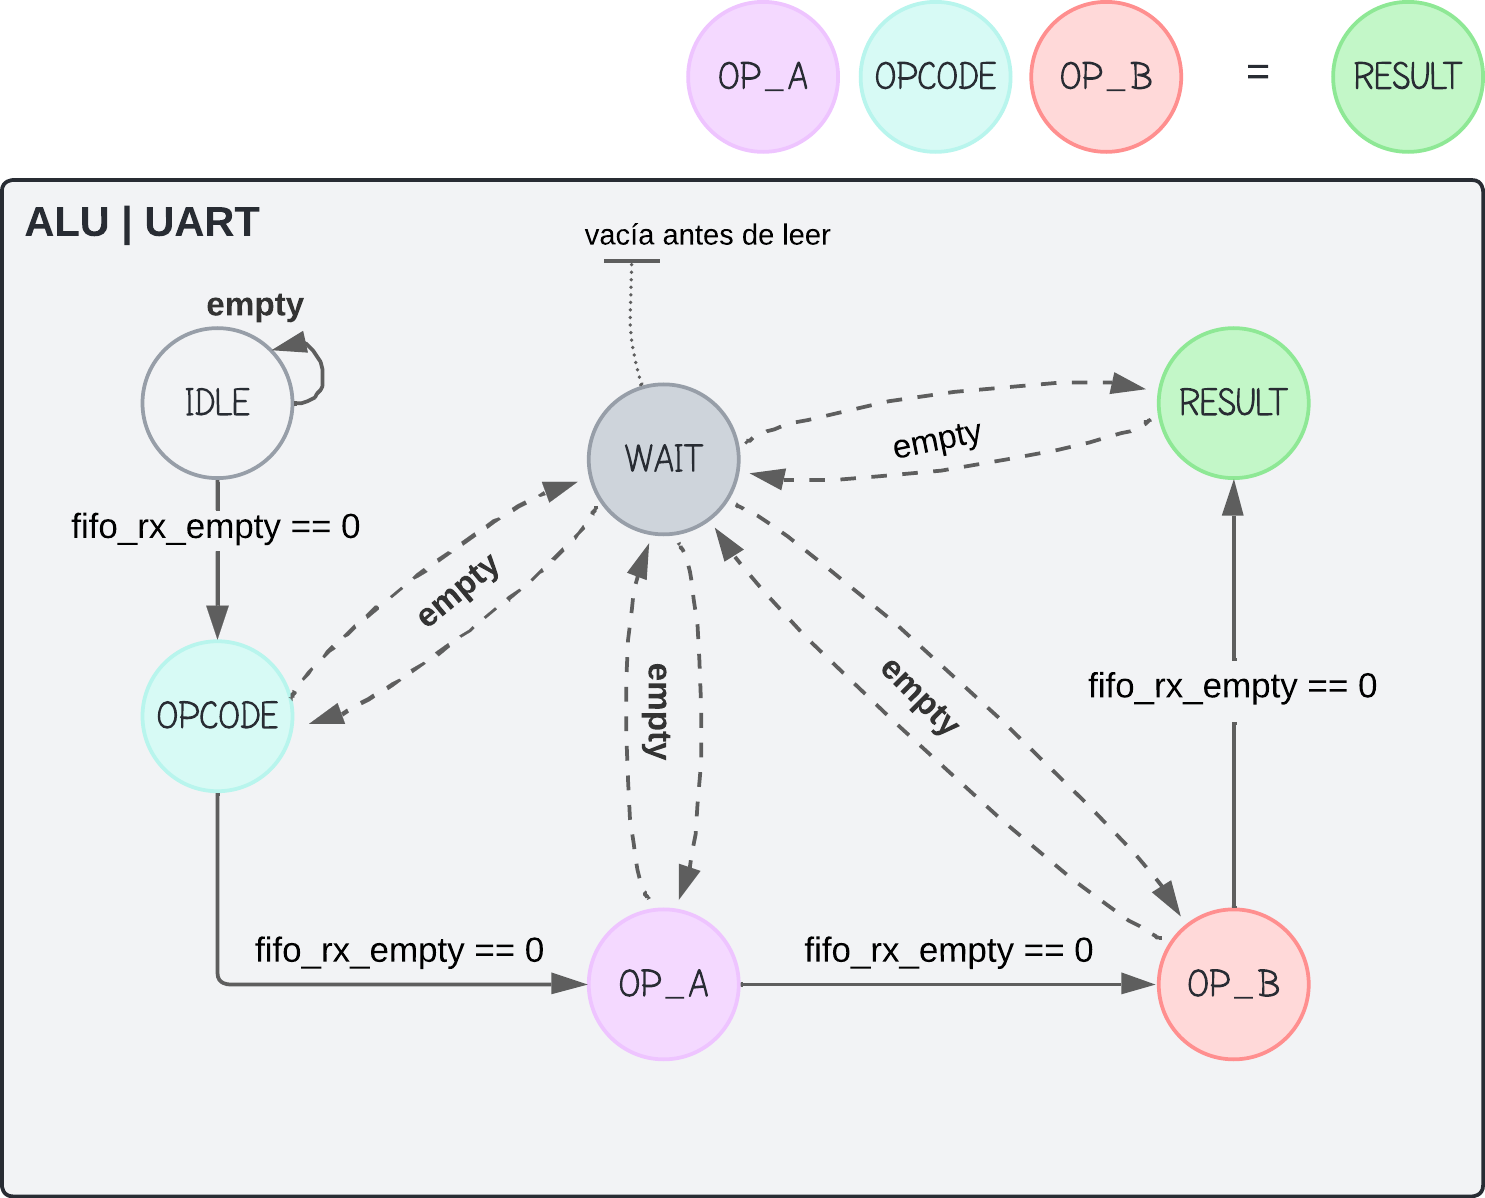 OP_A
OPCODE
OP_B
=
RESULT
ALU | UART
vacía antes de leer
empty
IDLE
WAIT
RESULT
empty
fifo_rx_empty == 0
empty
empty
empty
fifo_rx_empty == 0
OPCODE
fifo_rx_empty == 0
fifo_rx_empty == 0
OP_A
OP_B